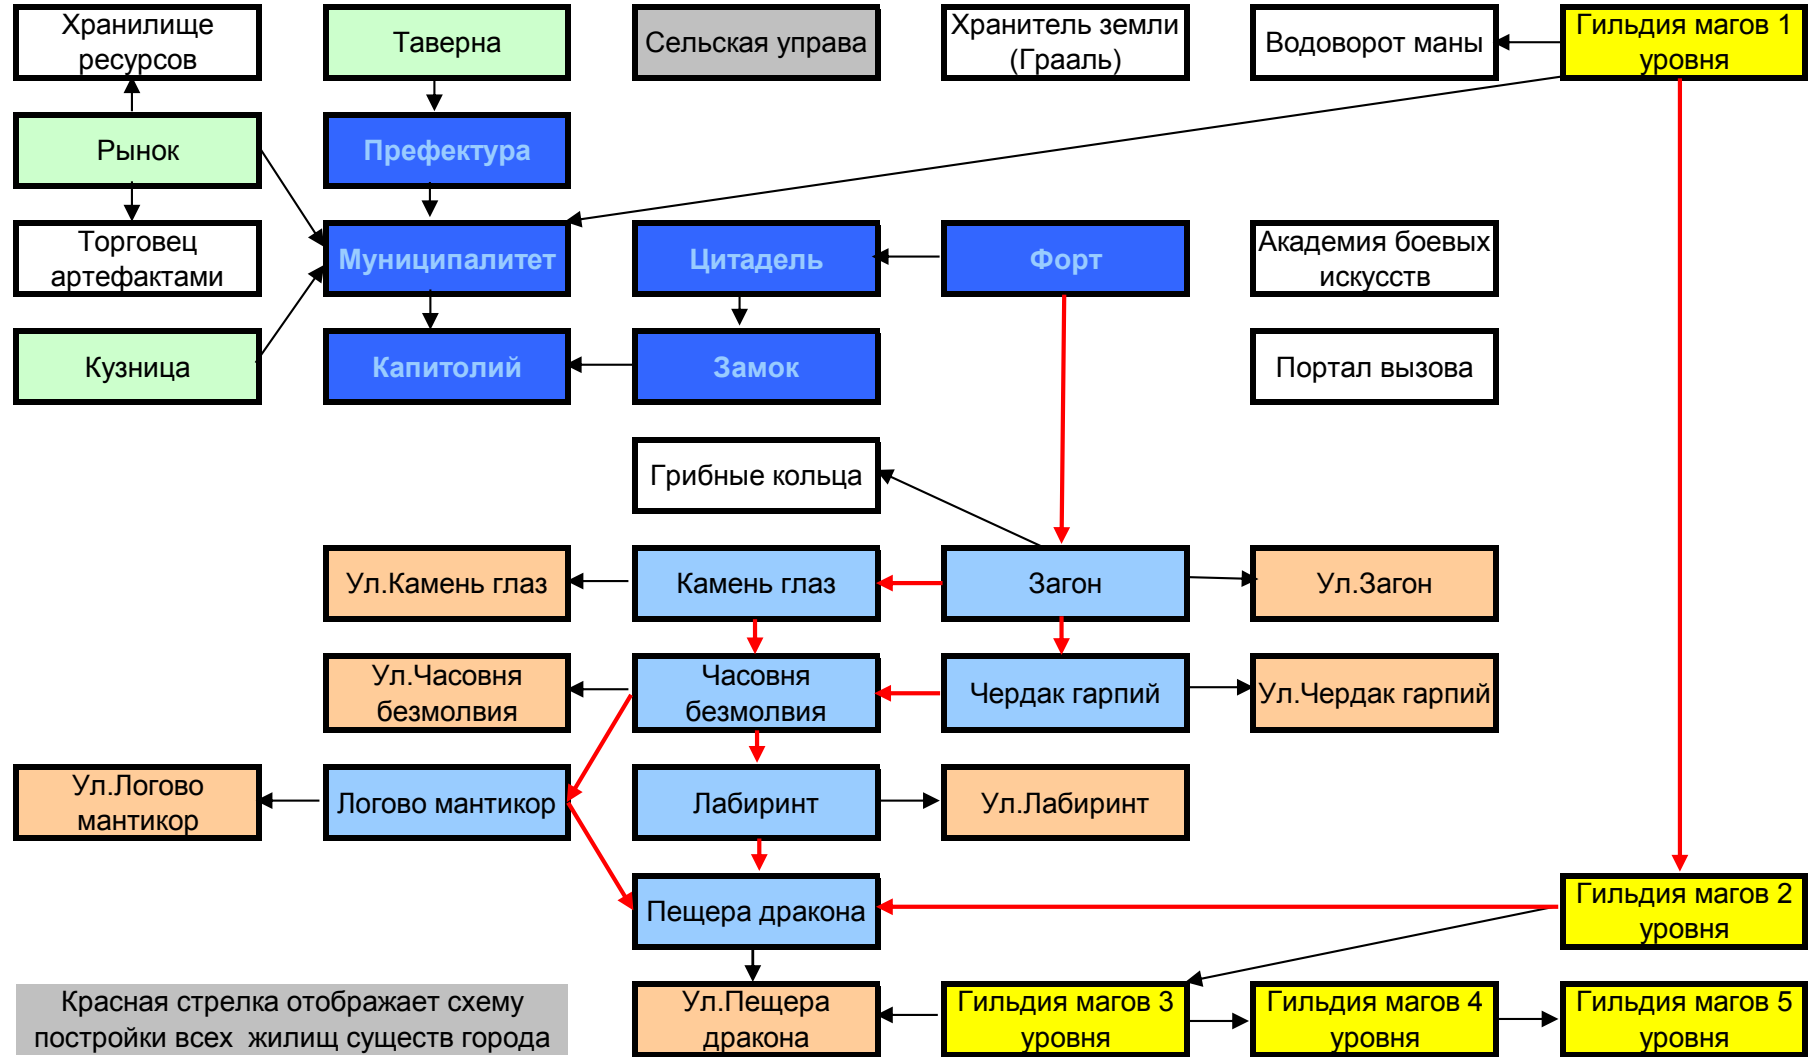 Хранилище
ресурсов
Таверна
Сельская управа
Хранитель земли
(Грааль)
Водоворот маны
Гильдия магов 1
уровня
Рынок
Префектура
Торговец
артефактами
Муниципалитет
Цитадель
Форт
Академия боевых
искусств
Кузница
Капитолий
Замок
Портал вызова
Грибные кольца
Ул.Камень глаз
Камень глаз
Загон
Ул.Загон
Ул.Часовня
безмолвия
Часовня
безмолвия
Чердак гарпий
Ул.Чердак гарпий
Ул.Логово
мантикор
Логово мантикор
Лабиринт
Ул.Лабиринт
Пещера дракона
Гильдия магов 2
уровня
Красная стрелка отображает схему
постройки всех жилищ существ города
Ул.Пещера
дракона
Гильдия магов 3
уровня
Гильдия магов 4
уровня
Гильдия магов 5
уровня